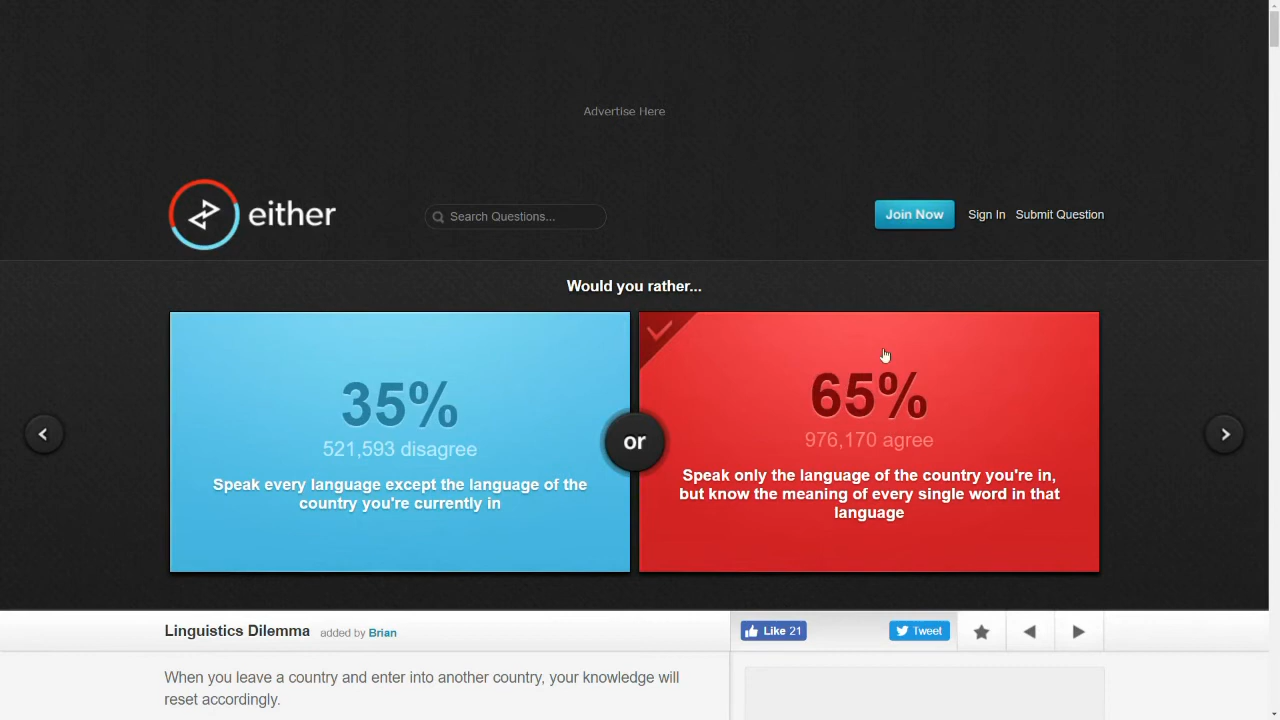 Advertise Here
either
Search Questions...
Join Now
Sign In
Submit Question
Would you rather...
35%
521,593 disagree
Speak every language except the language of the
country you're currently in
or
65%
976,170 agree
Speak only the language of the country you're in,
but know the meaning of every single word in that
language
Linguistics Dilemma added by Brian
Like 21
Tweet
When you leave a country and enter into another country, your knowledge will
reset accordingly.